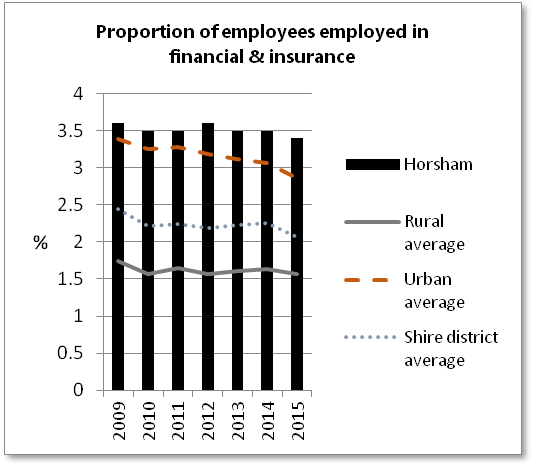 Proportion of employees employed in
financial & insurance
4
3.5
3
2.5
2
1.5
1
0.5
0
%
2009
2010
2011
2012
2013
2014
2015
Horsham
Rural
average
Urban
average
Shire district
average